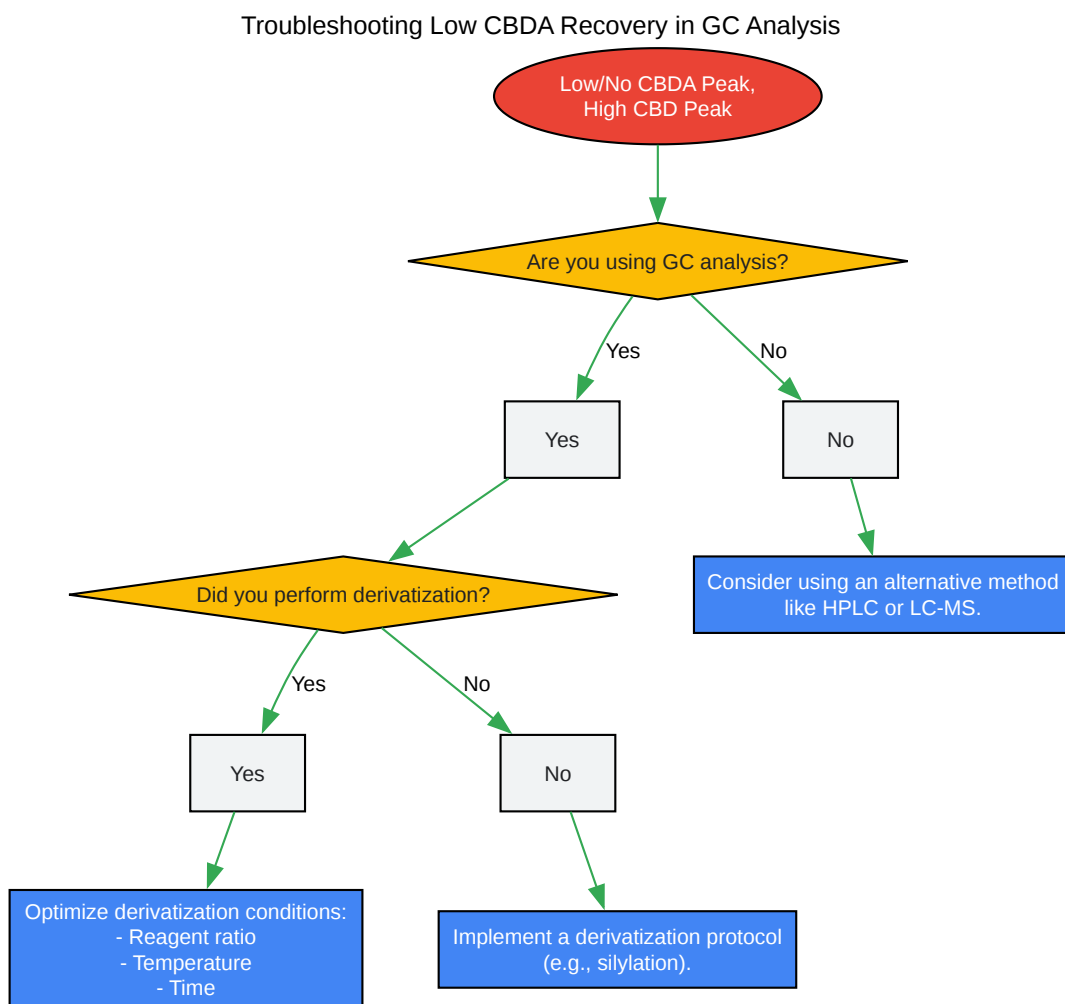 Troubleshooting Low CBDA Recovery in GC Analysis
Low/No CBDA Peak,
High CBD Peak
Are you using GC analysis?
Yes
No
Yes
No
Did you perform derivatization?
Consider using an alternative method
like HPLC or LC-MS.
Yes
No
Yes
No
Optimize derivatization conditions:
- Reagent ratio
- Temperature
- Time
Implement a derivatization protocol
(e.g., silylation).